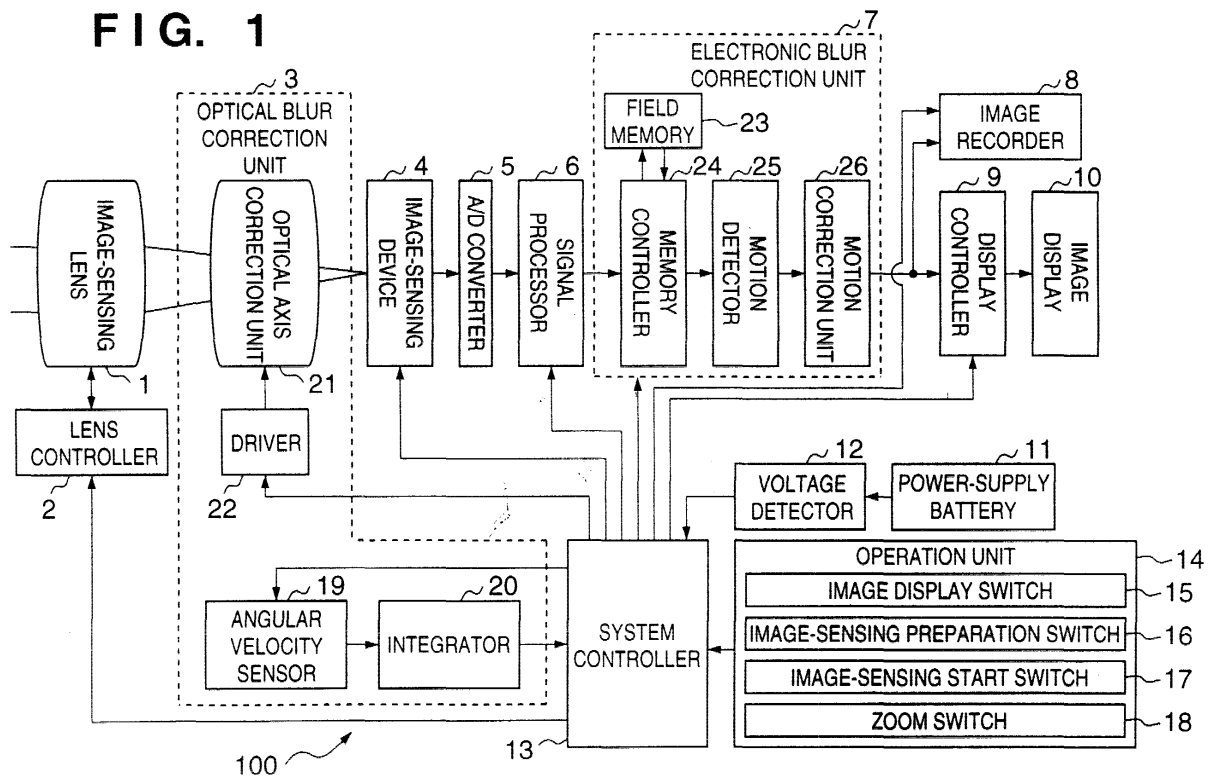 FIG. 1
7
ELECTRONIC BLUR
CORRECTION UNIT
3
OPTICAL BLUR
CORRECTION
UNIT
FIELD
MEMORY
23
8
IMAGE
RECORDER
4
5
6
24
25
26
9
10
IMAGE-SENSING
LENS
OPTICAL AXIS
CORRECTION UNIT
IMAGE-SENSING
DEVICE
A/D CONVERTER
SIGNAL
PROCESSOR
MEMORY
CONTROLLER
MOTION
DETECTOR
MOTION
CORRECTION UNIT
DISPLAY
CONTROLLER
IMAGE
DISPLAY
1
21
LENS
CONTROLLER
2
DRIVER
22
12
VOLTAGE
DETECTOR
11
POWER-SUPPLY
BATTERY
19
ANGULAR
VELOCITY
SENSOR
20
INTEGRATOR
SYSTEM
CONTROLLER
13
OPERATION UNIT
14
IMAGE DISPLAY SWITCH
15
IMAGE-SENSING PREPARATION SWITCH
16
IMAGE-SENSING START SWITCH
17
ZOOM SWITCH
18
100